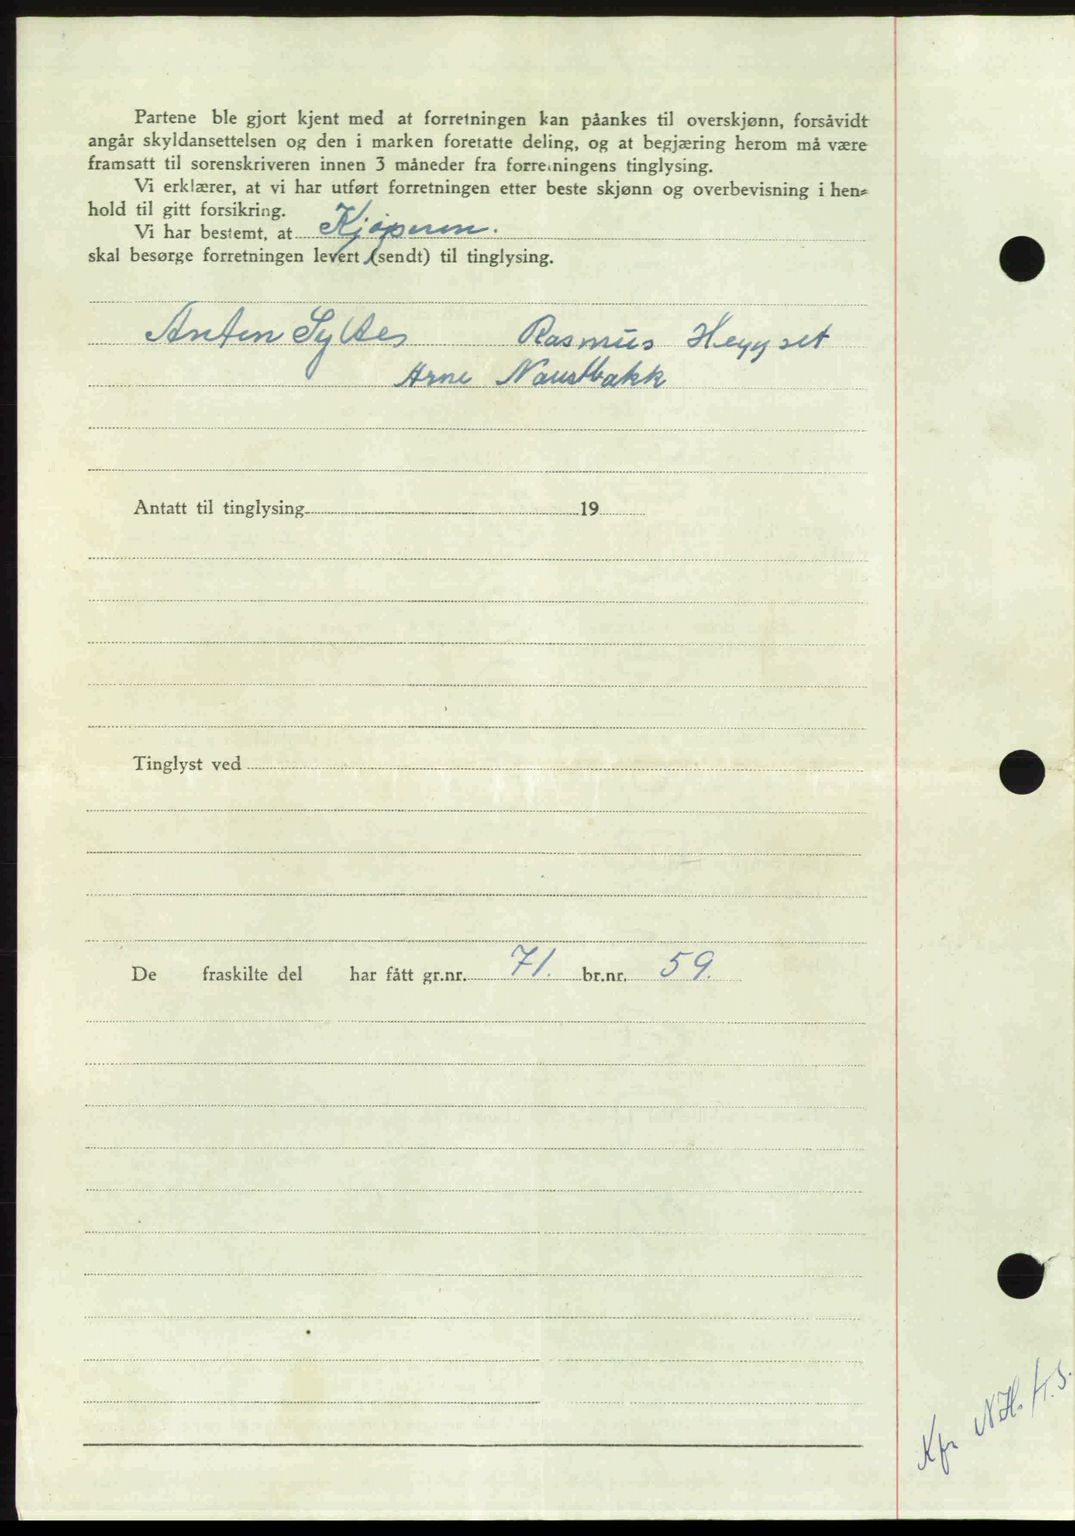 Partene ble gjort kjent med at forretningen kan påankes til overskjønn, forsåvidt
angår skyldansettelsen og den i marken foretatte deling, og at begjæring herom må være
framsatt til sorenskriveren innen 3 måneder fra forretningens tinglysing.
Vi erklærer, at vi har utført forretningen etter beste skjønn og overbevisning i hen-
hold til gitt forsikring.
Vi har bestemt, at Kjøperen.
skal besørge forretningen levert (sendt) til tinglysing.
Anton Syltes Rasmus Heggset
Arne Naustbakk
Antatt til tinglysing 19
Tinglyst ved
De fraskilte del har fått gr.nr. 71. br.nr. 59.
Kfr N.H. H.S.